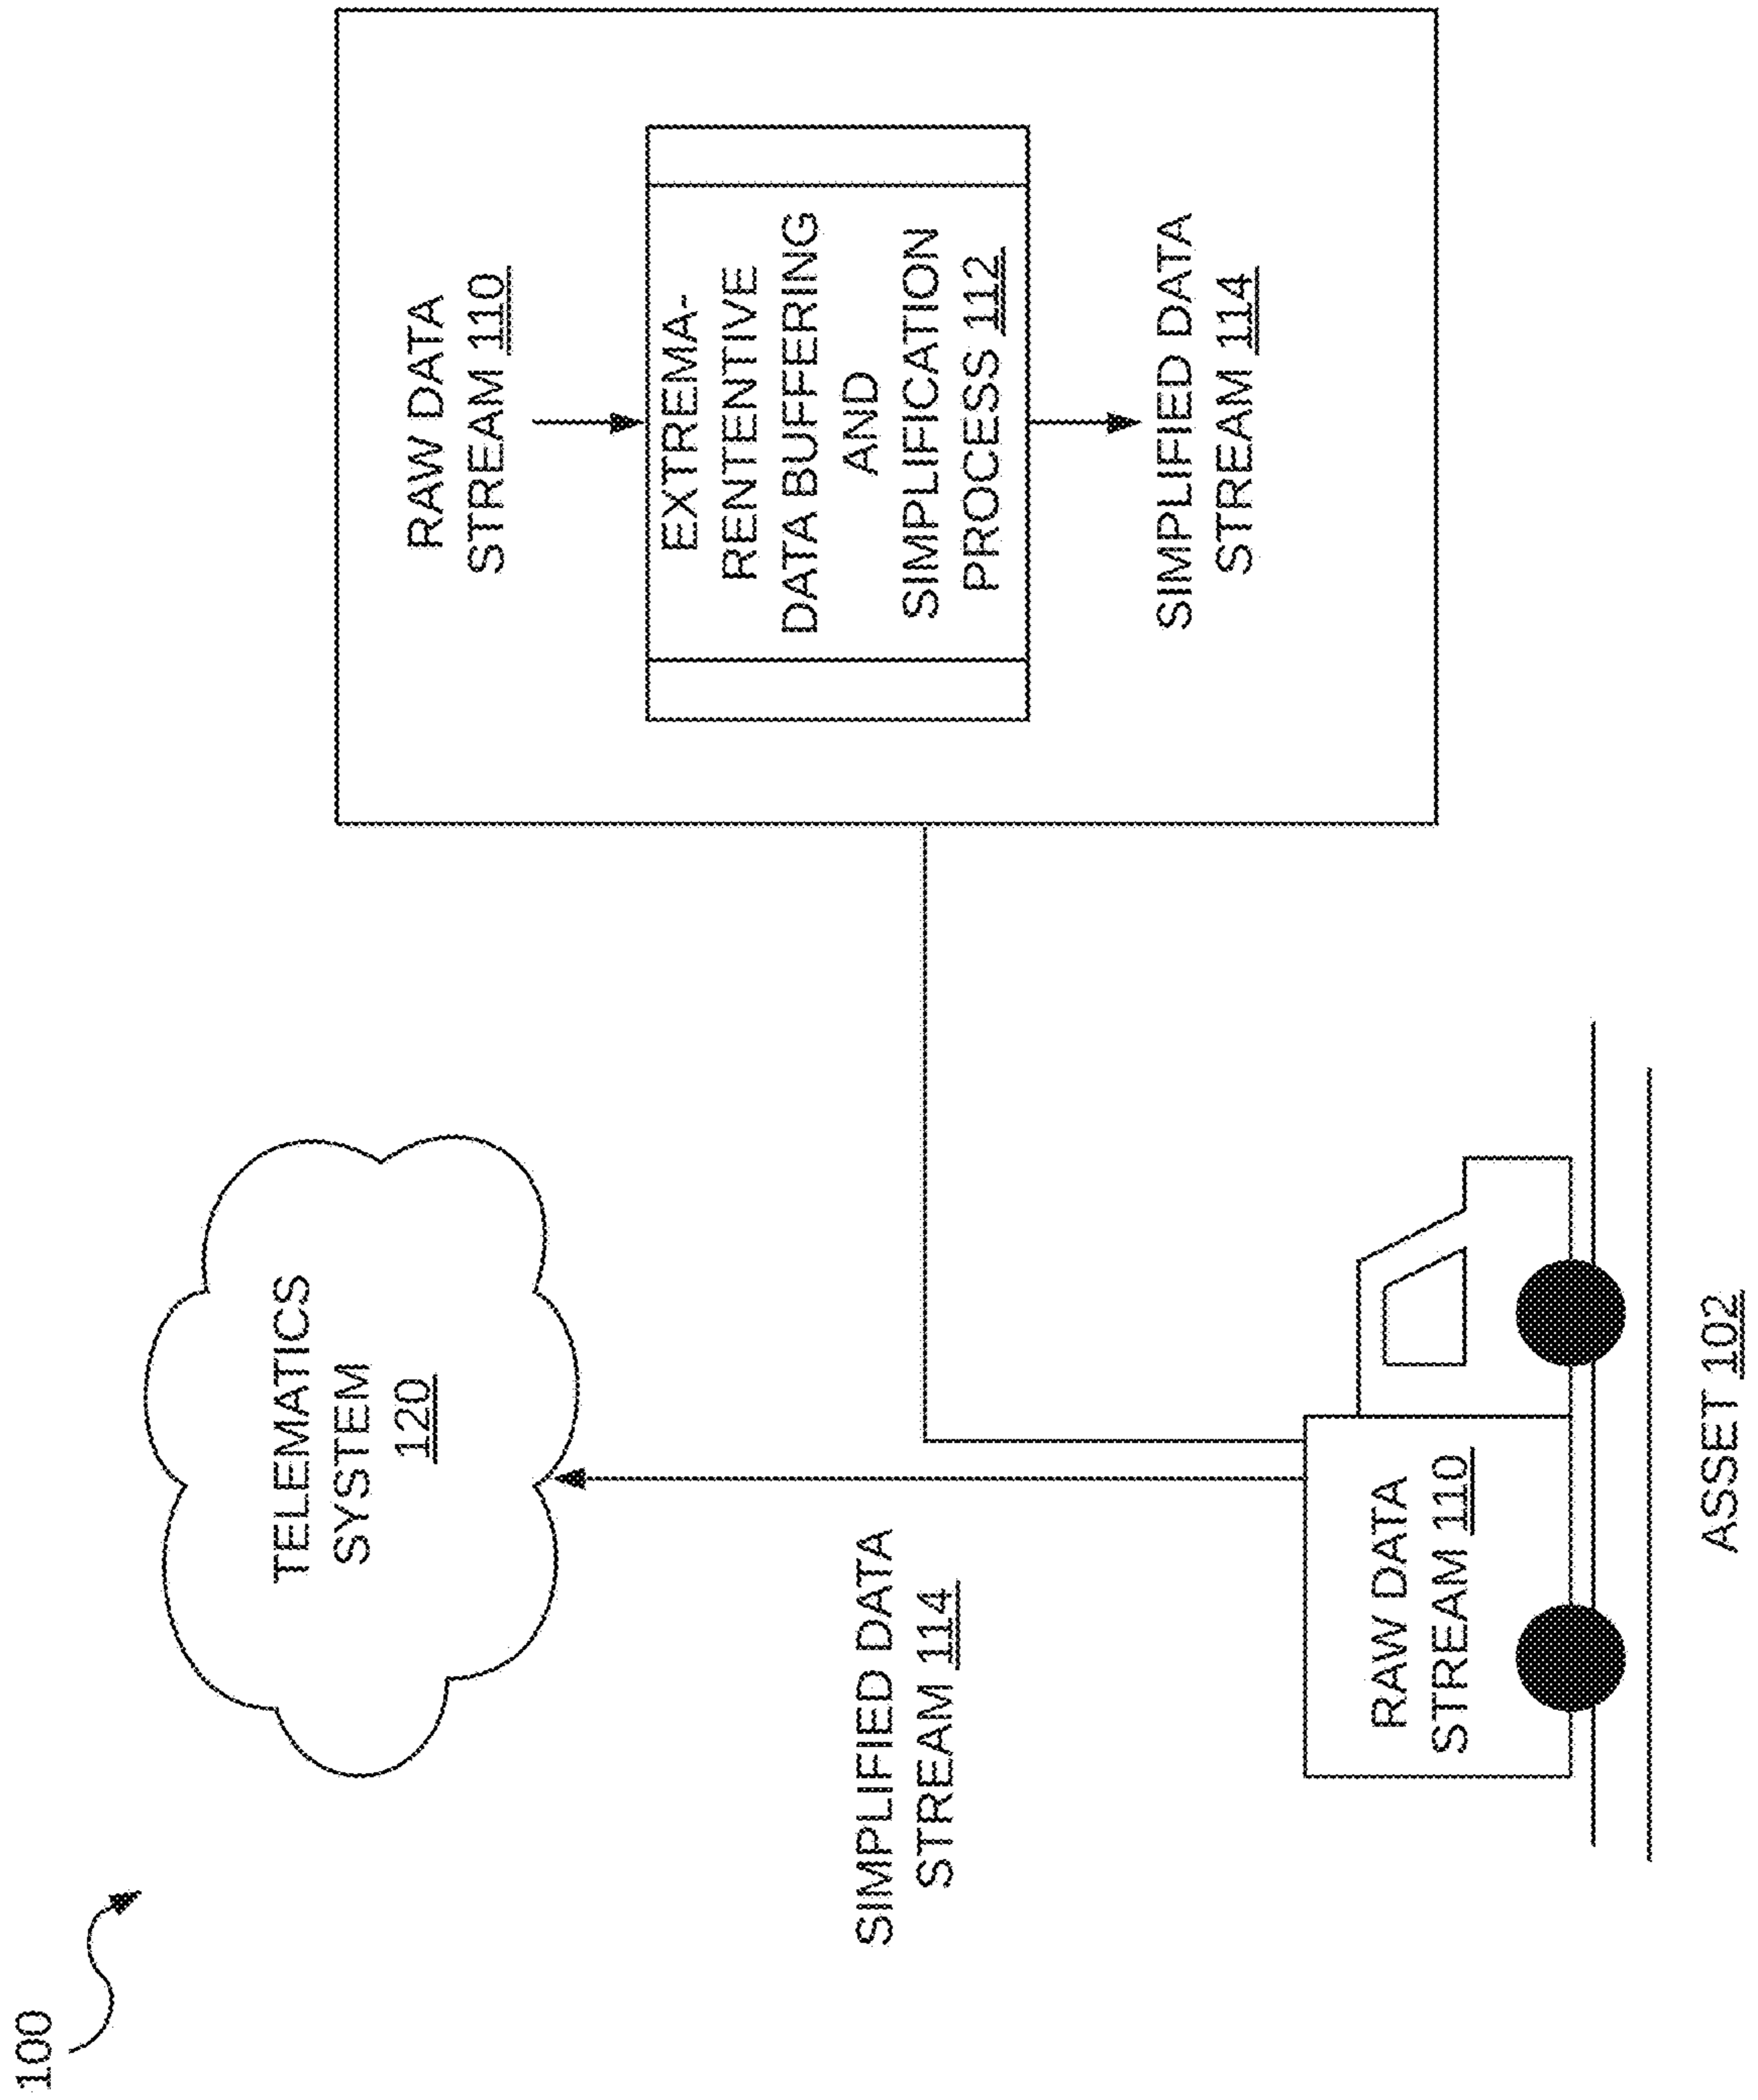 100
TELEMATICS
SYSTEM
120
SIMPLIFIED DATA
STREAM 114
RAW DATA
STREAM 110
ASSET 102
RAW DATA
STREAM 110
EXTREMA-
RENTENTIVE
DATA BUFFERING
AND
SIMPLIFICATION
PROCESS 112
SIMPLIFIED DATA
STREAM 114